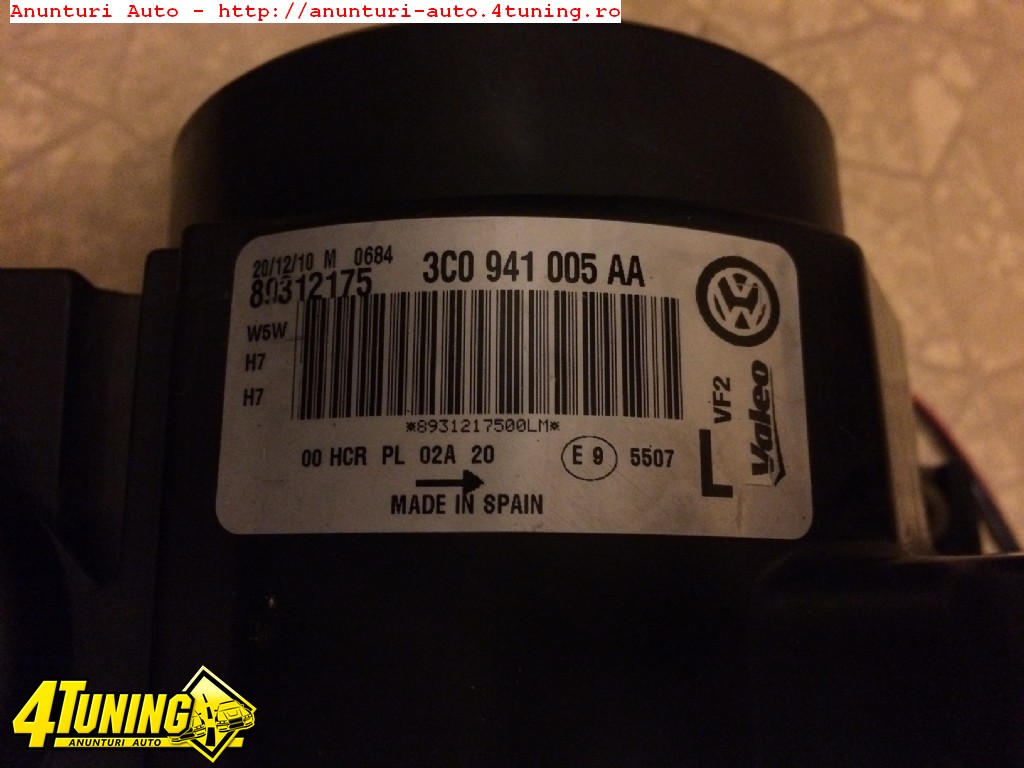 Anunturi Auto - http://anunturi-auto.4tuning.ro
20/12/10 M 0684
89312175
3C0 941 005 AA
W5W
H7
H7
*8931217500LM*
00 HCR PL 02A 20
E 9 5507
MADE IN SPAIN
L
VF2
Valeo
4TUNING
ANUNTURI AUTO